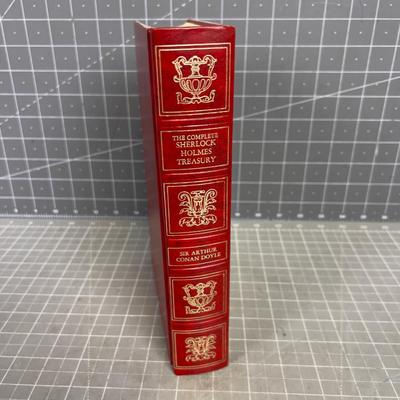 THE COMPLETE
SHERLOCK
HOLMES
TREASURY
SIR ARTHUR
CONAN DOYLE